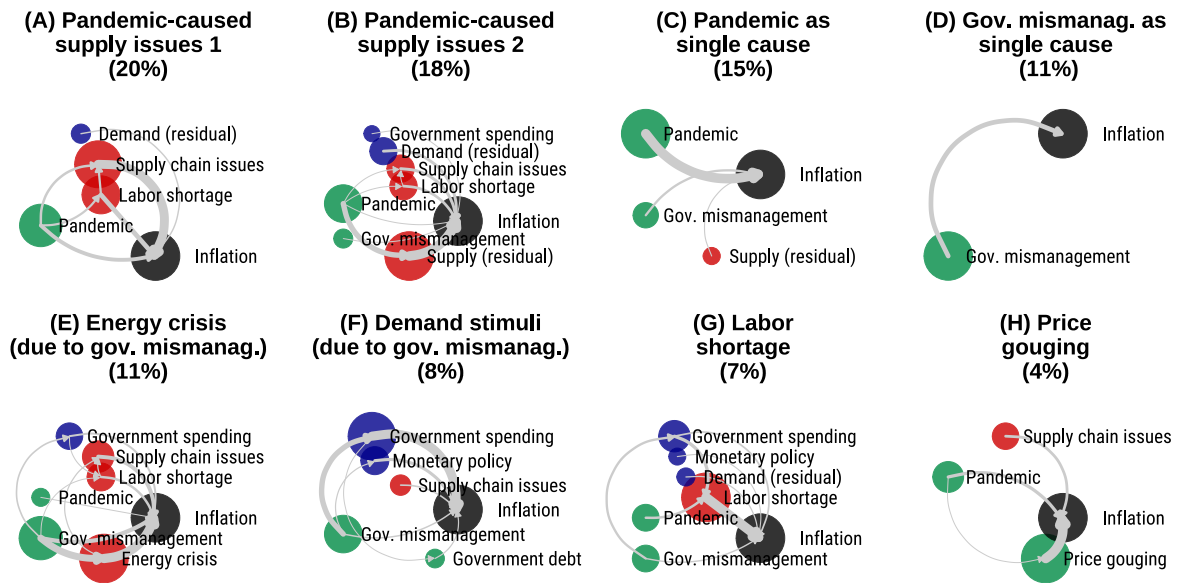 (A) Pandemic-caused
supply issues 1
(20%)
Demand (residual)
Supply chain issues
Labor shortage
Pandemic
Inflation
(B) Pandemic-caused
supply issues 2
(18%)
Government spending
Demand (residual)
Supply chain issues
Labor shortage
Pandemic
Inflation
Gov. mismanagement
Supply (residual)
(C) Pandemic as
single cause
(15%)
Pandemic
Inflation
Gov. mismanagement
Supply (residual)
(D) Gov. mismanag. as
single cause
(11%)
Inflation
Gov. mismanagement
(E) Energy crisis
(due to gov. mismanag.)
(11%)
Government spending
Supply chain issues
Labor shortage
Pandemic
Inflation
Gov. mismanagement
Energy crisis
(F) Demand stimuli
(due to gov. mismanag.)
(8%)
Government spending
Monetary policy
Supply chain issues
Inflation
Gov. mismanagement
Government debt
(G) Labor
shortage
(7%)
Government spending
Monetary policy
Demand (residual)
Labor shortage
Pandemic
Inflation
Gov. mismanagement
(H) Price
gouging
(4%)
Supply chain issues
Pandemic
Inflation
Price gouging